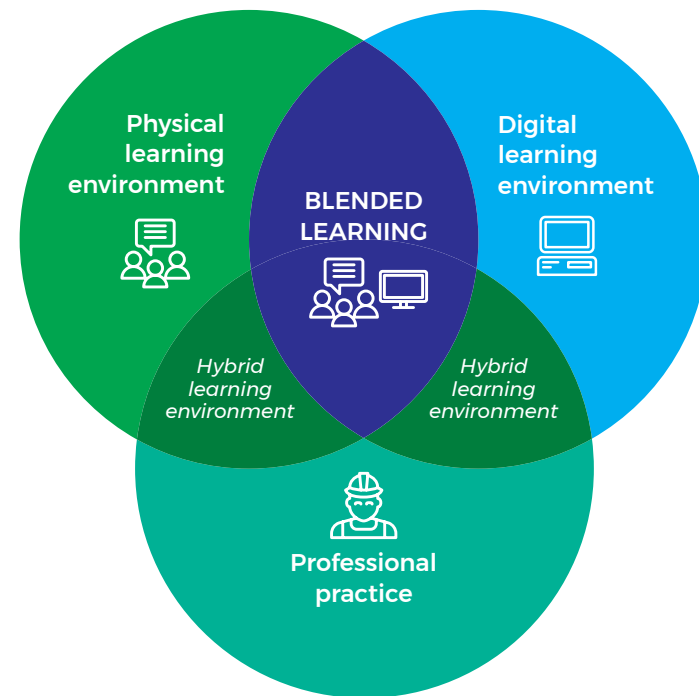 Physical
learning
environment
Digital
learning
environment
BLENDED
LEARNING
Hybrid
learning
environment
Hybrid
learning
environment
Professional
practice